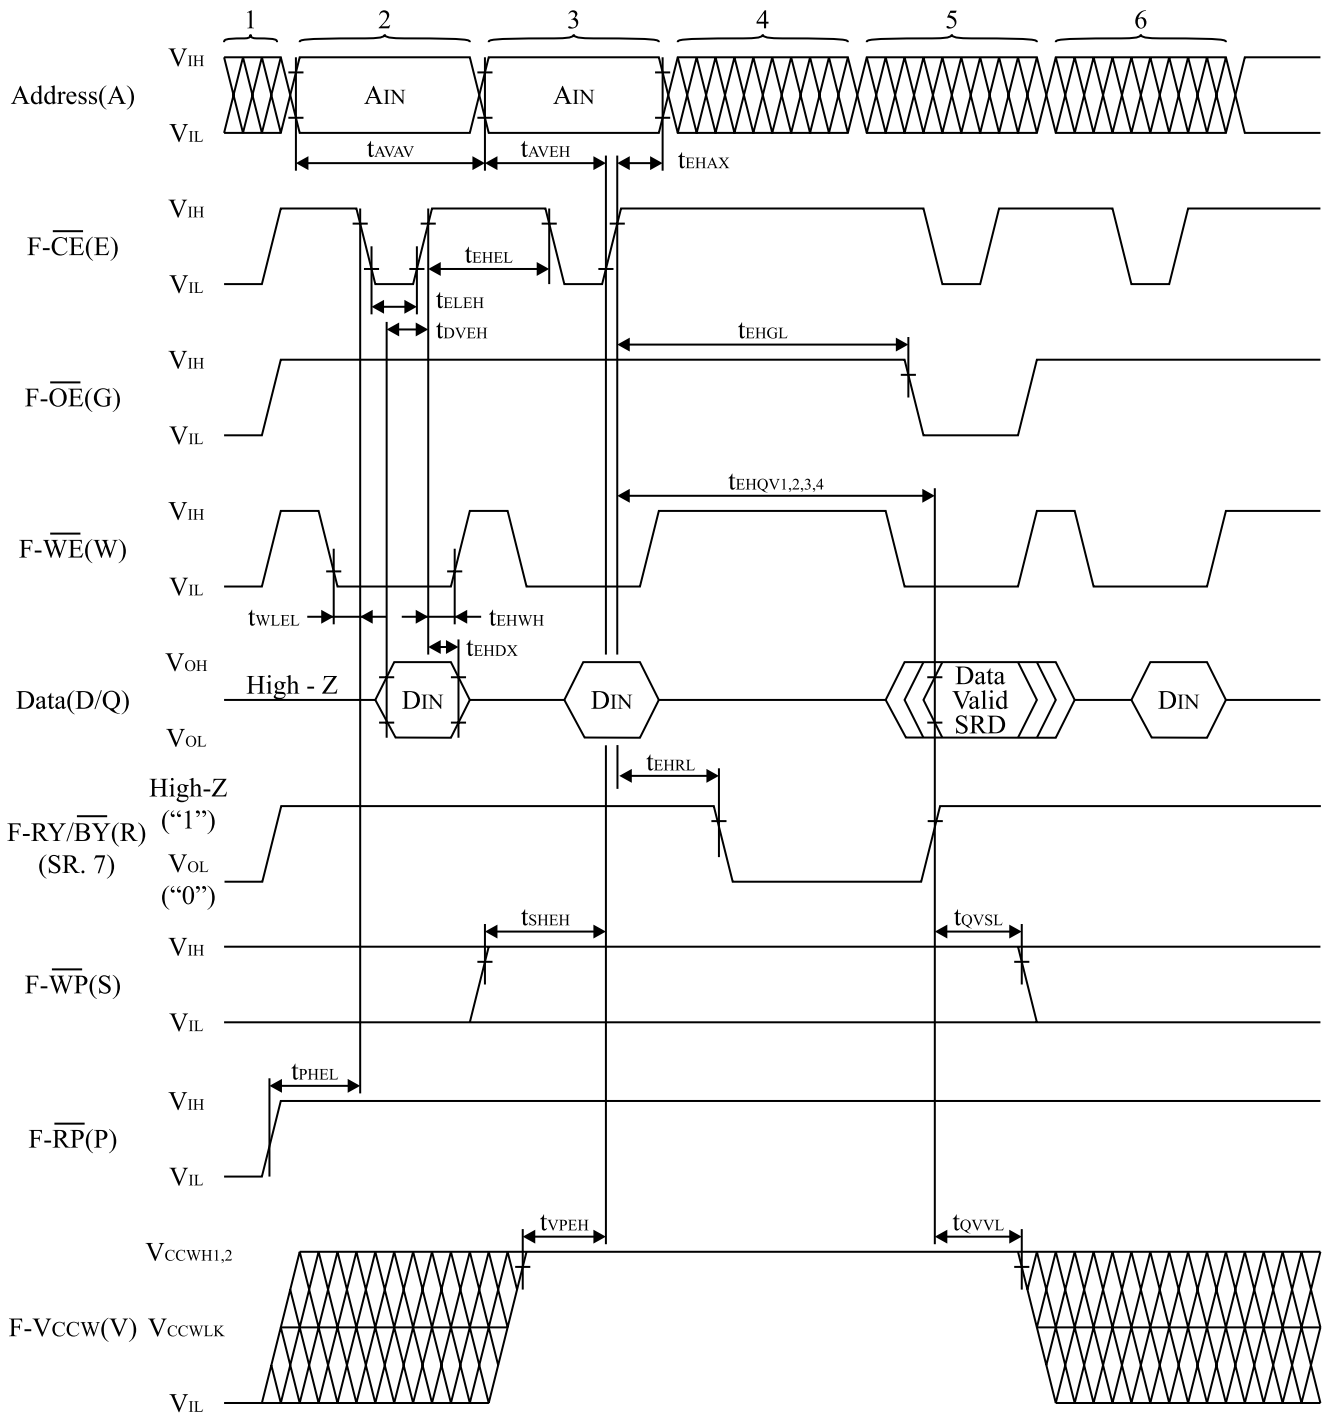 1 2 3 4 5 6
VIH
Address(A) AIN AIN
VIL
tAVAV tAVEH tEHAX
VIH
F-CE(E)
tEHEL
VIL
tELEH
tDVEH
tEHGL
VIH
F-OE(G)
VIL
tEHQV1,2,3,4
VIH
F-WE(W)
VIL
tWLEL tEHWH
tEHDX
VOH
High - Z
Data(D/Q) DIN DIN Data Valid SRD DIN
VOL
tEHRL
High-Z
("1")
F-RY/BY(R)
(SR. 7)
VOL
("0")
tSHEH tQVSL
VIH
F-WP(S)
VIL
tPHEL
VIH
F-RP(P)
VIL
tVPEH tQVVL
VCCWH1,2
F-VCCW(V) VCCWLK
VIL